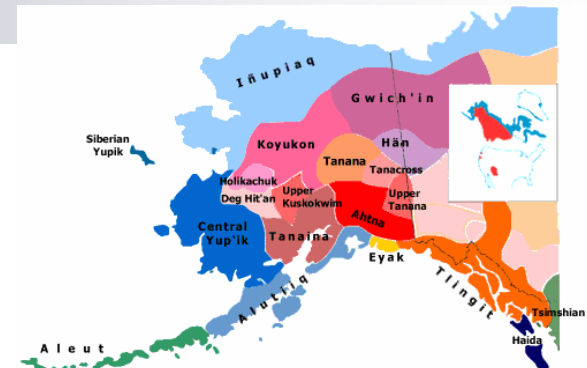 Iñupiaq
Gwich'in
Siberian
Yupik
Koyukon
Hän
Tanana
Tanacross
Holikachuk
Deg Hit'an
Upper
Kuskokwim
Upper
Tanana
Ahtna
Central
Yup'ik
Tanaina
Eyak
Alutiiq
Tlingit
Tsimshian
Haida
Aleut